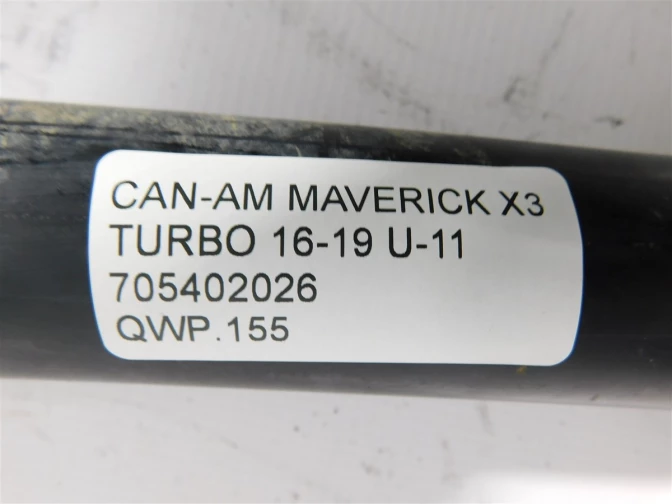 CAN-AM MAVERICK X3
TURBO 16-19 U-11
705402026
QWP.155